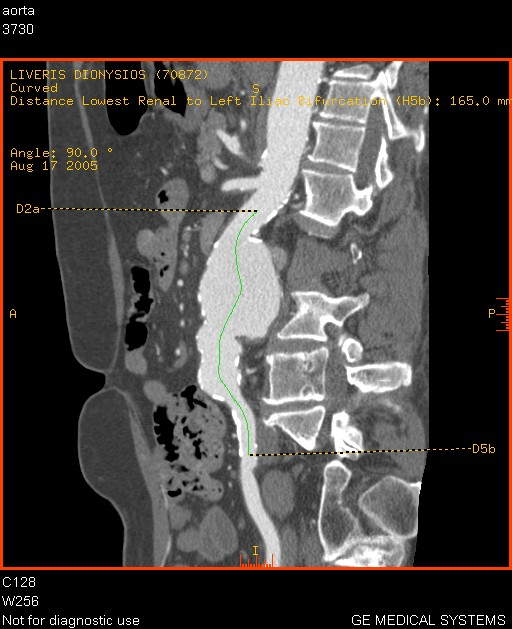 aorta
3730
LIVERIS DIONYSIOS (70872)
Curved
S
Distance Lowest Renal to Left Iliac Bifurcation (H5b): 165.0 mm
Angle: 90.0 °
Aug 17 2005
D2a
A
P
D5b
I
C128
W256
Not for diagnostic use
GE MEDICAL SYSTEMS